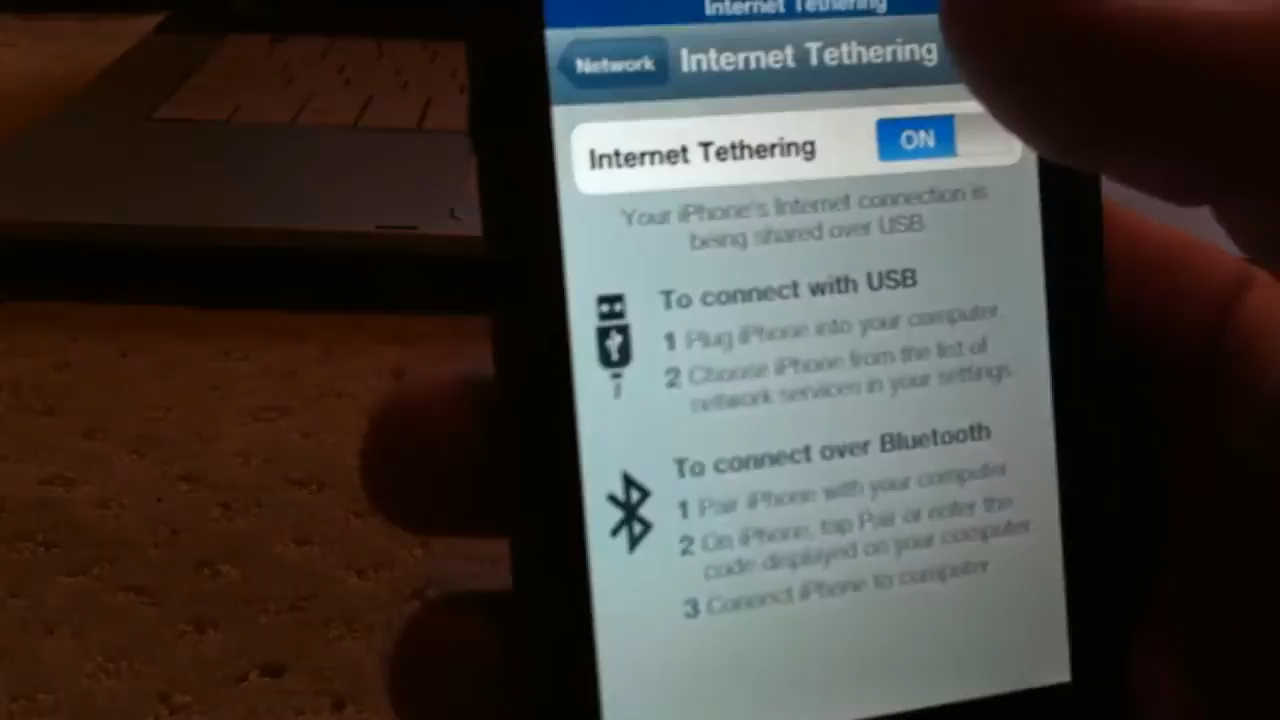 Internet Tethering
Network
Internet Tethering
Internet Tethering
ON
Your iPhone's Internet connection is
being shared over USB.
To connect with USB
1 Plug iPhone into your computer.
2 Choose iPhone from the list of
network services in your settings.
To connect over Bluetooth
1 Pair iPhone with your computer
2 On iPhone, tap Pair or enter the
code displayed on your computer
3 Connect iPhone to computer